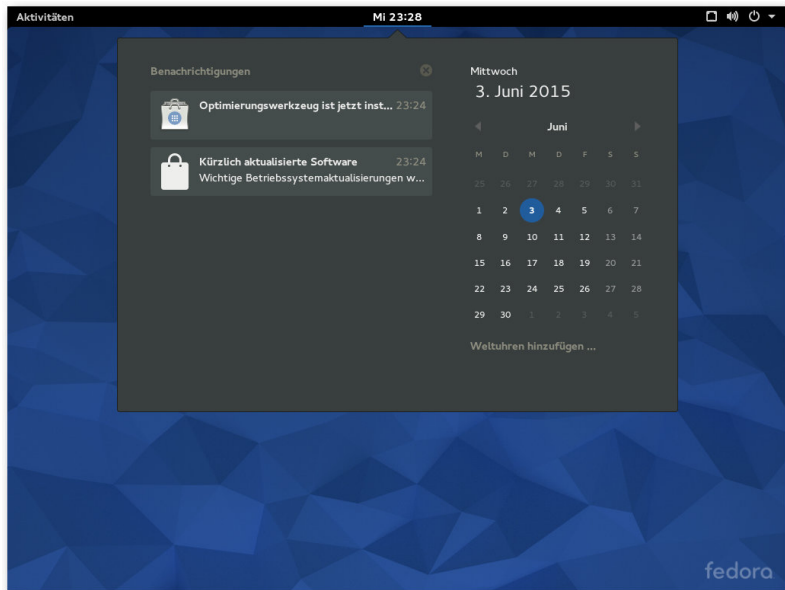 Aktivitäten
Mi 23:28
Benachrichtigungen
Optimierungswerkzeug ist jetzt inst... 23:24
Kürzlich aktualisierte Software 23:24
Wichtige Betriebssystemaktualisierungen w...
Mittwoch
3. Juni 2015
Juni
M D M D F S S
25 26 27 28 29 30 31
1 2 3 4 5 6 7
8 9 10 11 12 13 14
15 16 17 18 19 20 21
22 23 24 25 26 27 28
29 30 1 2 3 4 5
Weltuhren hinzufügen ...
fedora